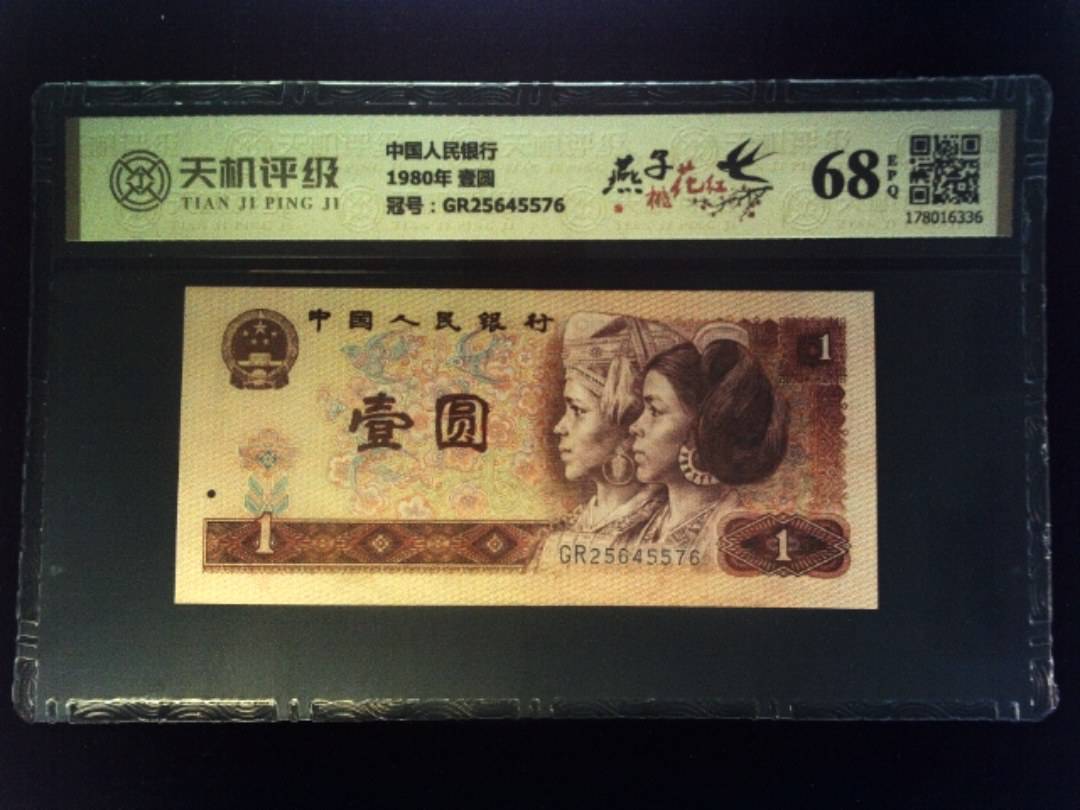 天机评级
TIAN JI PING JI
中国人民银行
1980年 壹圆
冠号：GR25645576
燕子
桃花红
68
EPQ
178016336
中国人民银行
1
壹圆
1
GR25645576
1